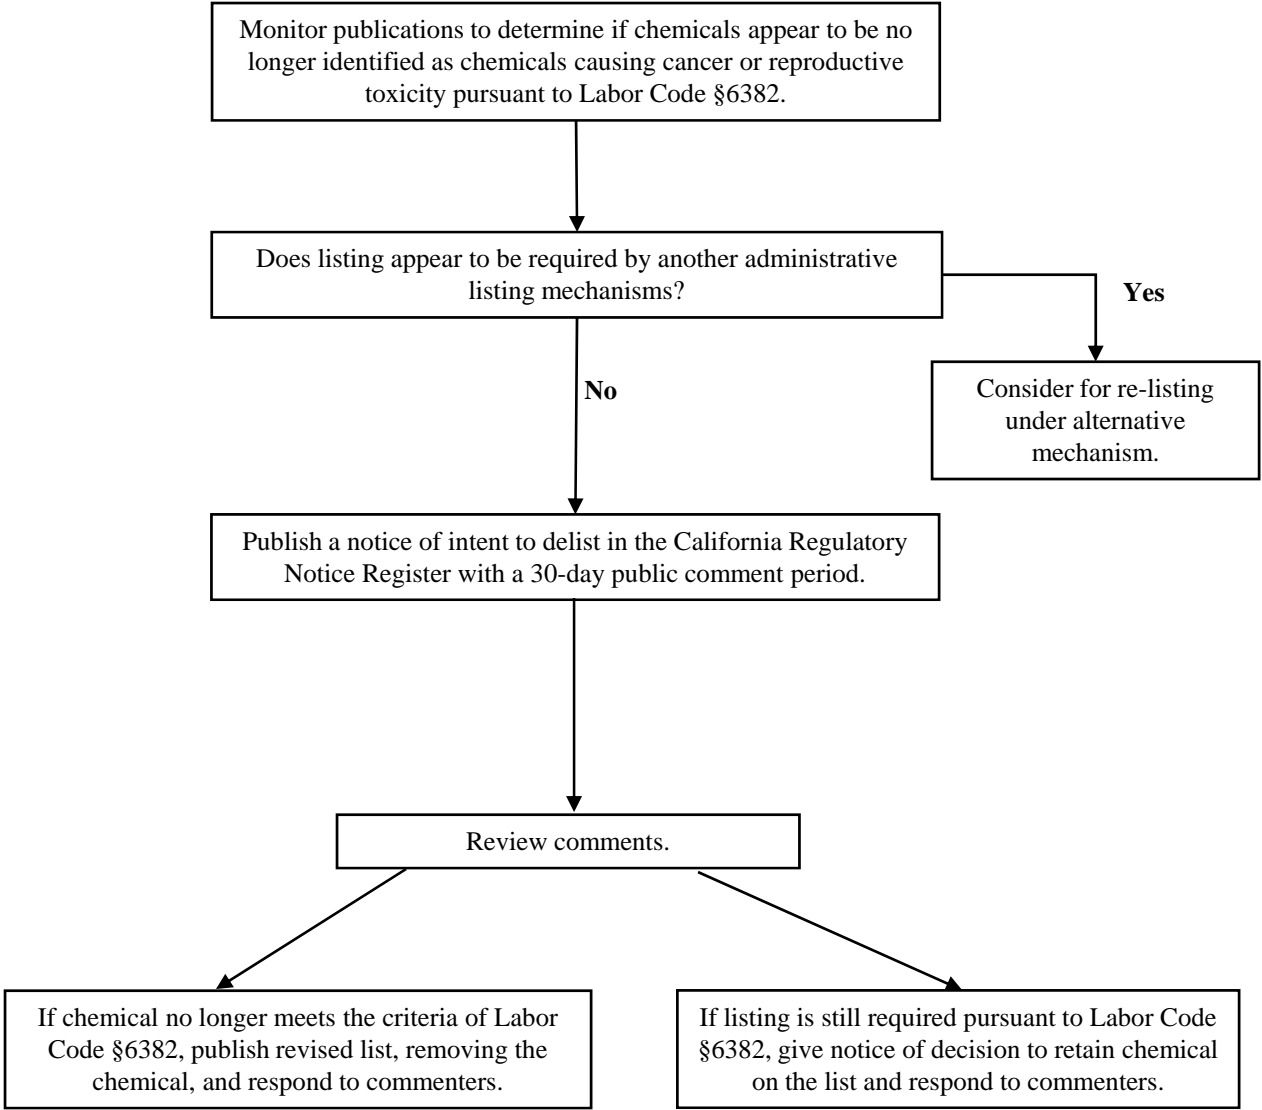 Monitor publications to determine if chemicals appear to be no
longer identified as chemicals causing cancer or reproductive
toxicity pursuant to Labor Code §6382.
Does listing appear to be required by another administrative
listing mechanisms?
Yes
No
Consider for re-listing
under alternative
mechanism.
Publish a notice of intent to delist in the California Regulatory
Notice Register with a 30-day public comment period.
Review comments.
If chemical no longer meets the criteria of Labor
Code §6382, publish revised list, removing the
chemical, and respond to commenters.
If listing is still required pursuant to Labor Code
§6382, give notice of decision to retain chemical
on the list and respond to commenters.